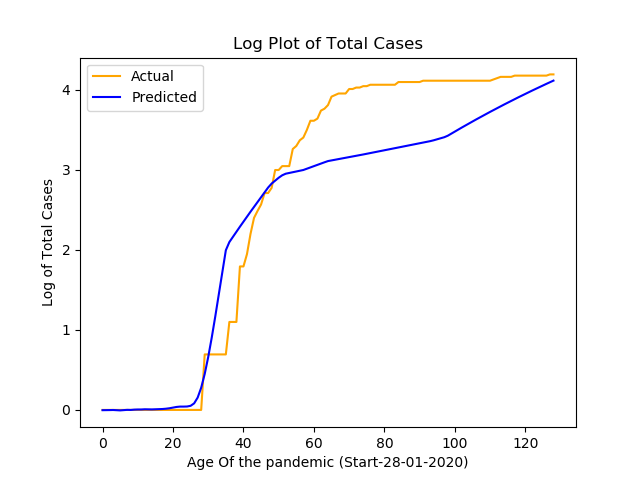 Log Plot of Total Cases
Actual
Predicted
4
3
2
1
0
Log of Total Cases
0 20 40 60 80 100 120
Age Of the pandemic (Start-28-01-2020)